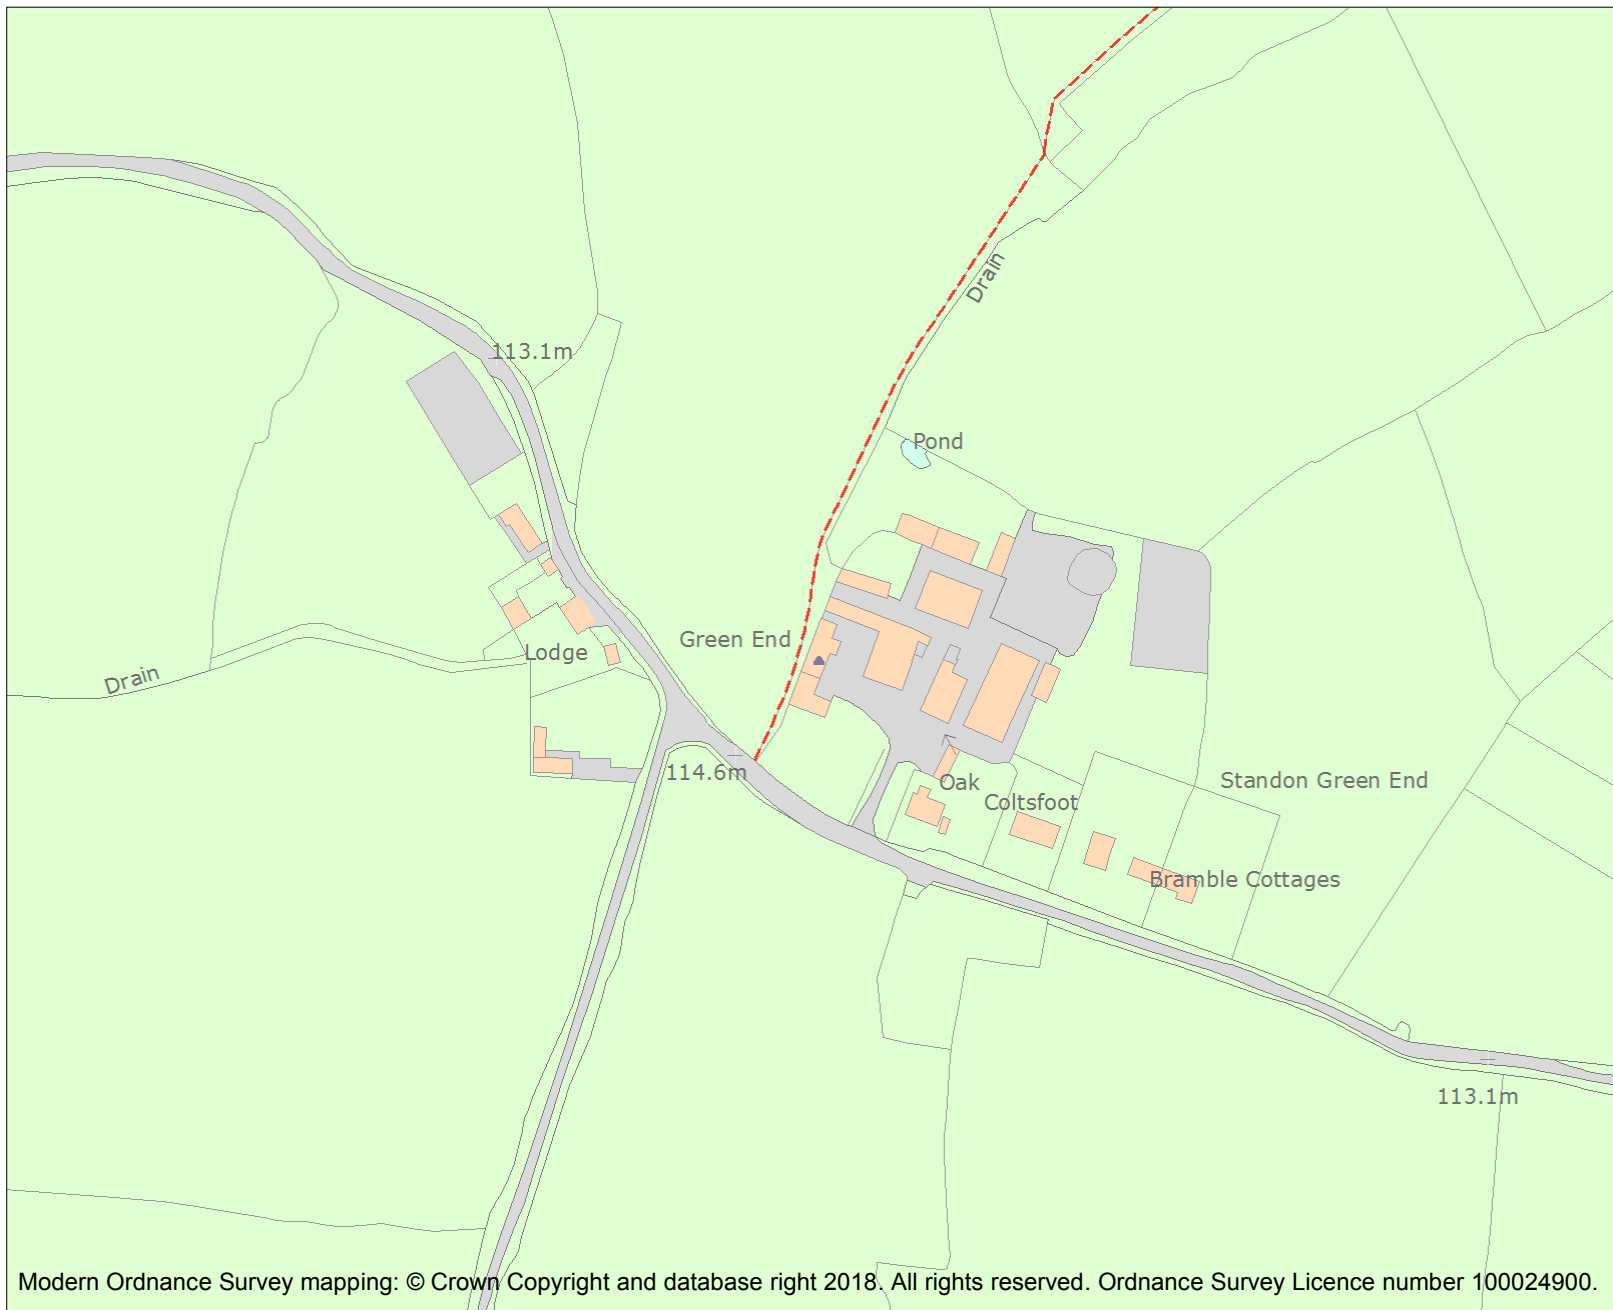 Drain
113.1m
Pond
Green End
Lodge
Drain
114.6m
Oak
Standon Green End
Coltsfoot
Bramble Cottages
113.1m
Modern Ordnance Survey mapping: © Crown Copyright and database right 2018. All rights reserved. Ordnance Survey Licence number 100024900.